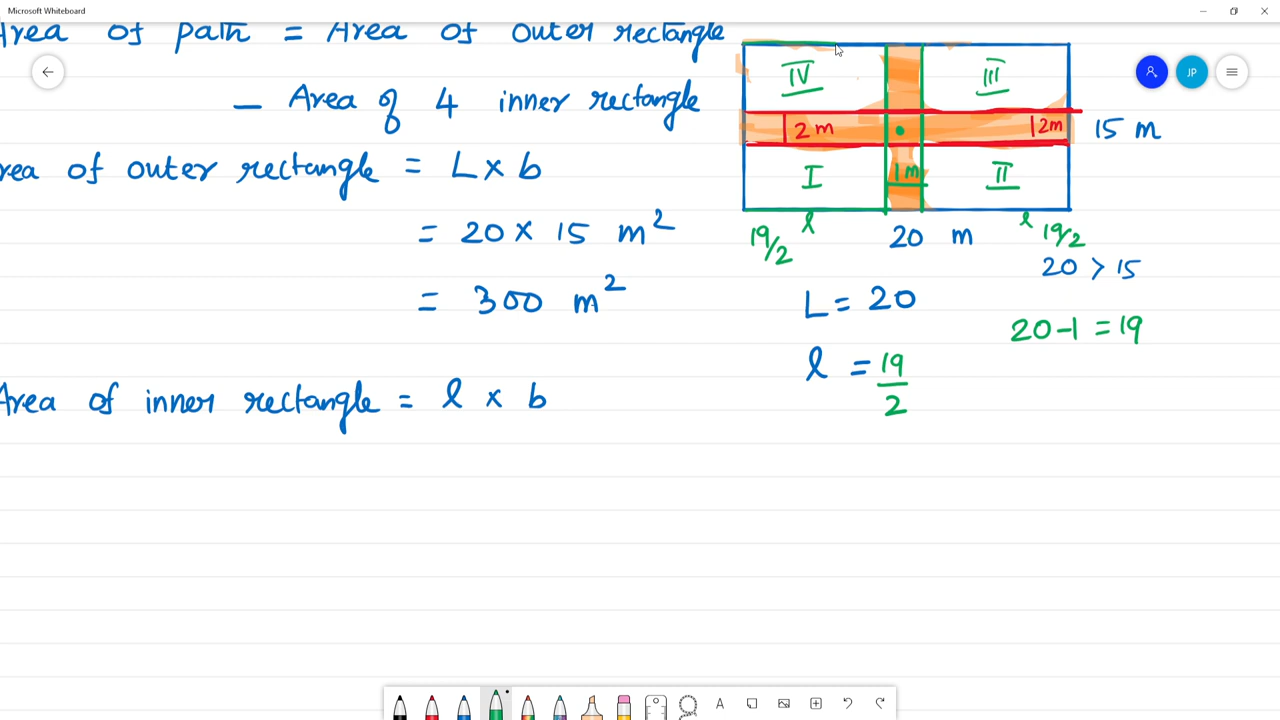 Microsoft Whiteboard
Area of path = Area of outer rectangle
- Area of 4 inner rectangle
Area of outer rectangle = L x b
= 20 x 15 m²
= 300 m²
Area of inner rectangle = l x b
IV
III
2 m
2m
15 m
I
1m
II
19/2
l
20 m
l
19/2
20 > 15
L = 20
20-1 = 19
l = 19/2
JP
A